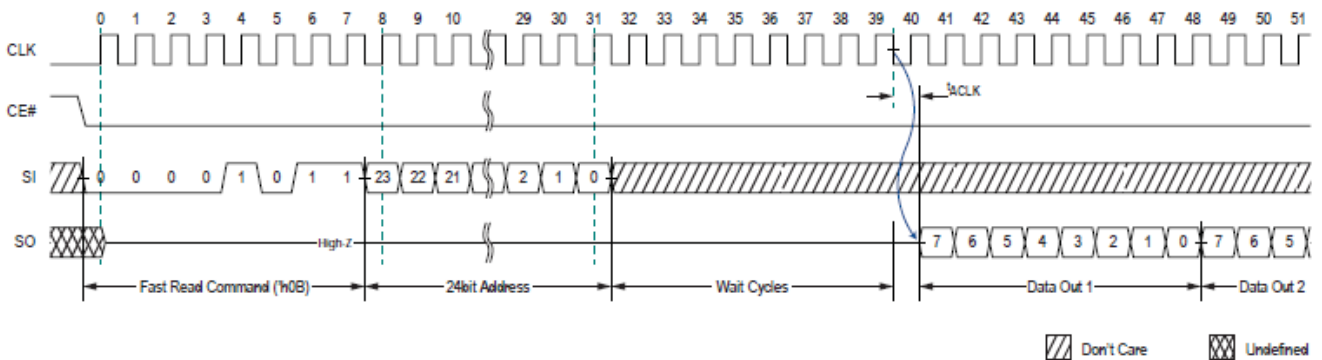 0 1 2 3 4 5 6 7 8 9 10 29 30 31 32 33 34 35 36 37 38 39 40 41 42 43 44 45 46 47 48 49 50 51
CLK
tACLK
CE#
SI 0 0 0 0 1 0 1 1 23 22 21 2 1 0
SO High-Z 7 6 5 4 3 2 1 0 7 6 5
Fast Read Command ('h0B) 24bit Address Wait Cycles Data Out 1 Data Out 2
Don't Care Undefined